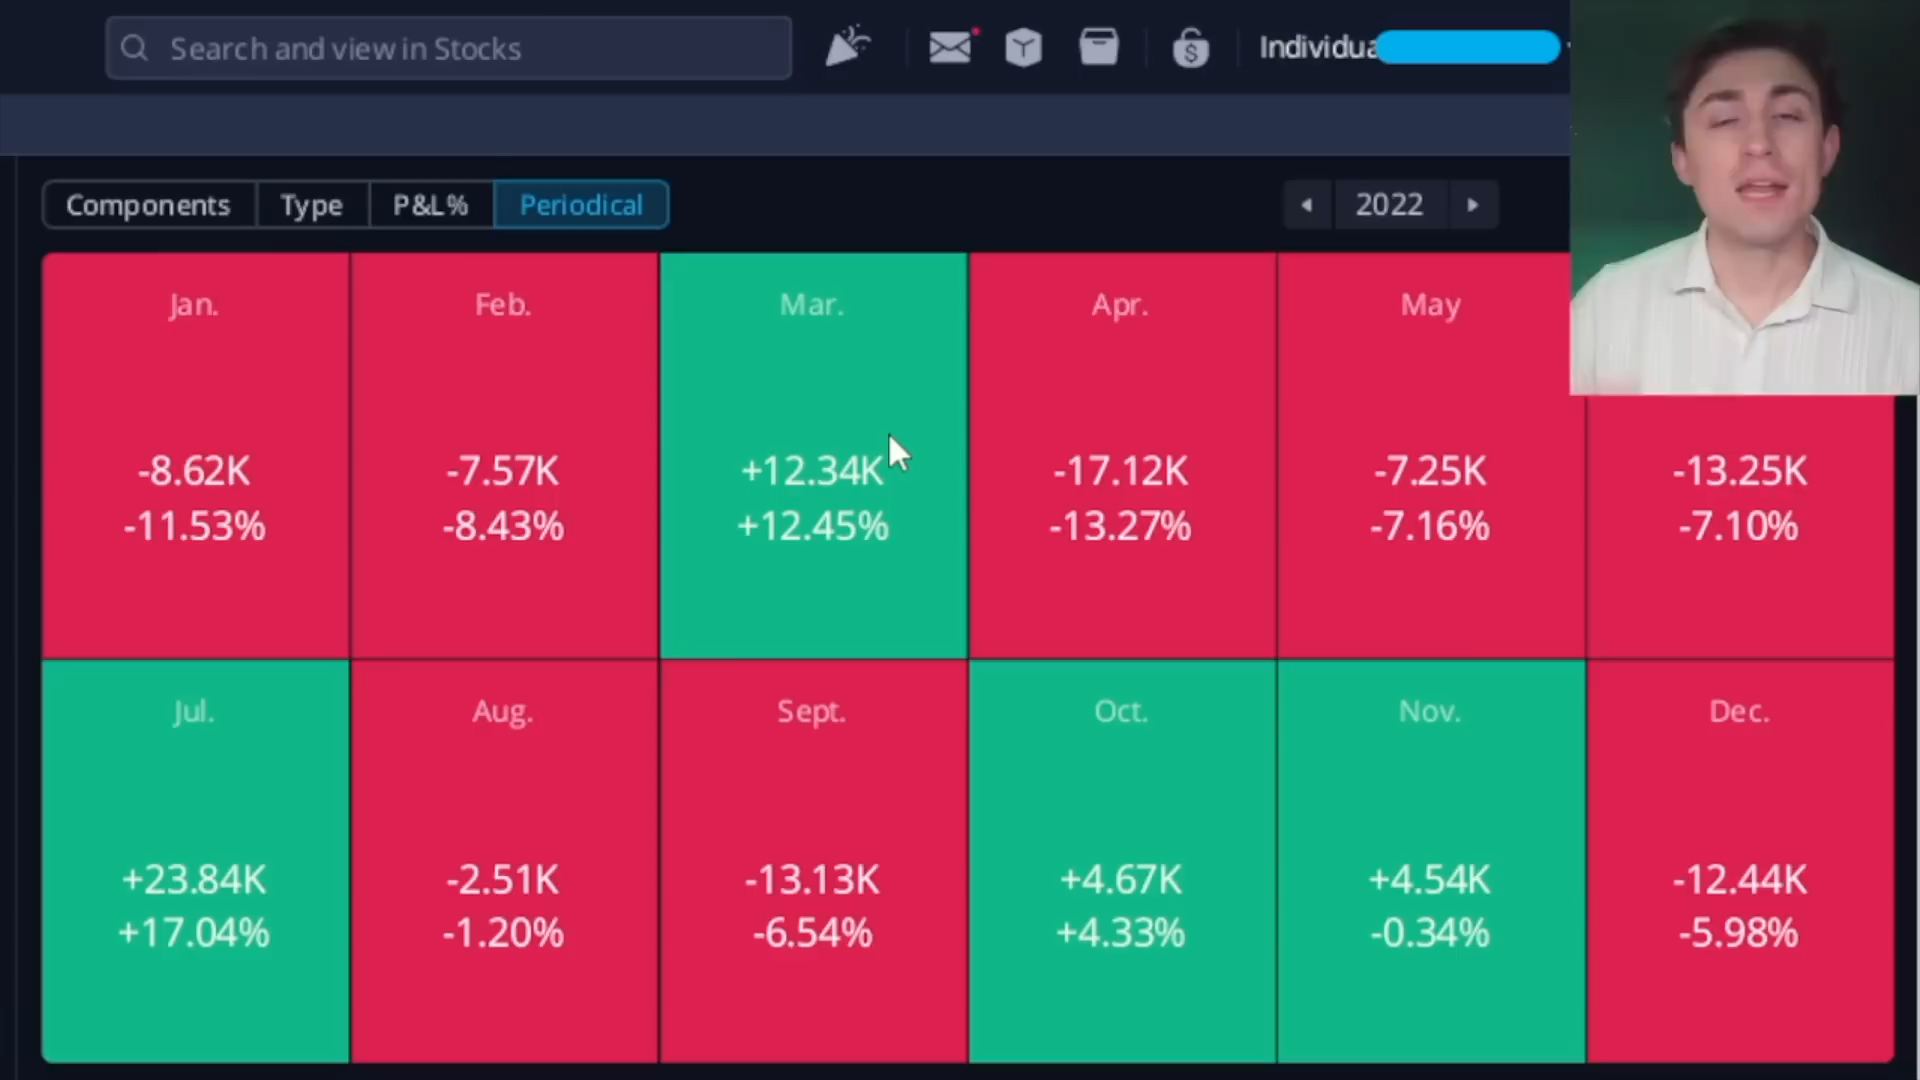 Search and view in Stocks
Individua
Components Type P&L% Periodical
2022
Jan. Feb. Mar. Apr. May
-8.62K -7.57K +12.34K -17.12K -7.25K -13.25K
-11.53% -8.43% +12.45% -13.27% -7.16% -7.10%
Jul. Aug. Sept. Oct. Nov. Dec.
+23.84K -2.51K -13.13K +4.67K +4.54K -12.44K
+17.04% -1.20% -6.54% +4.33% -0.34% -5.98%